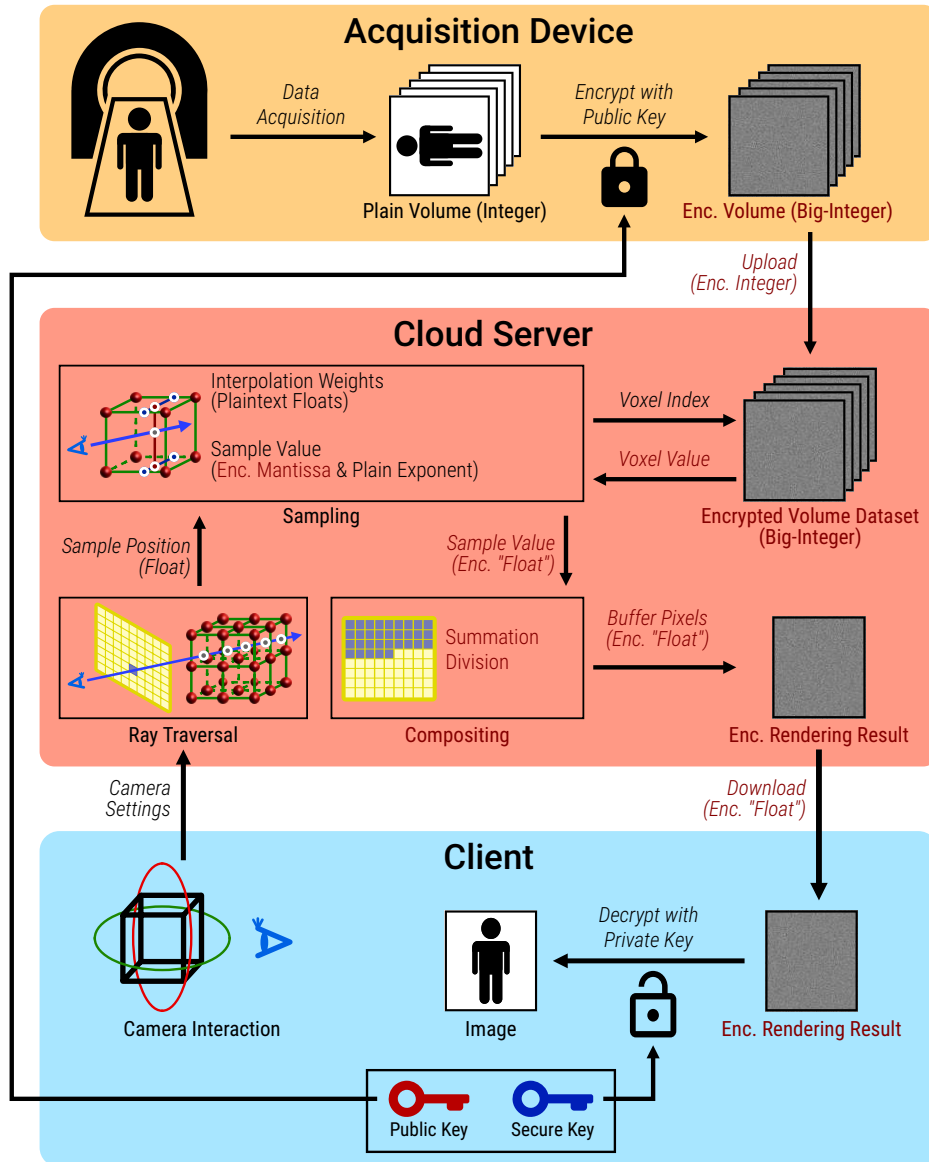 Acquisition Device
Data
Acquisition
Encrypt with
Public Key
Plain Volume (Integer)
Enc. Volume (Big-Integer)
Upload
(Enc. Integer)
Cloud Server
Interpolation Weights
(Plaintext Floats)
Sample Value
(Enc. Mantissa & Plain Exponent)
Voxel Index
Voxel Value
Sampling
Encrypted Volume Dataset
(Big-Integer)
Sample Position
(Float)
Sample Value
(Enc. "Float")
Summation
Division
Buffer Pixels
(Enc. "Float")
Ray Traversal
Compositing
Enc. Rendering Result
Camera
Settings
Download
(Enc. "Float")
Client
Decrypt with
Private Key
Camera Interaction
Image
Enc. Rendering Result
Public Key
Secure Key